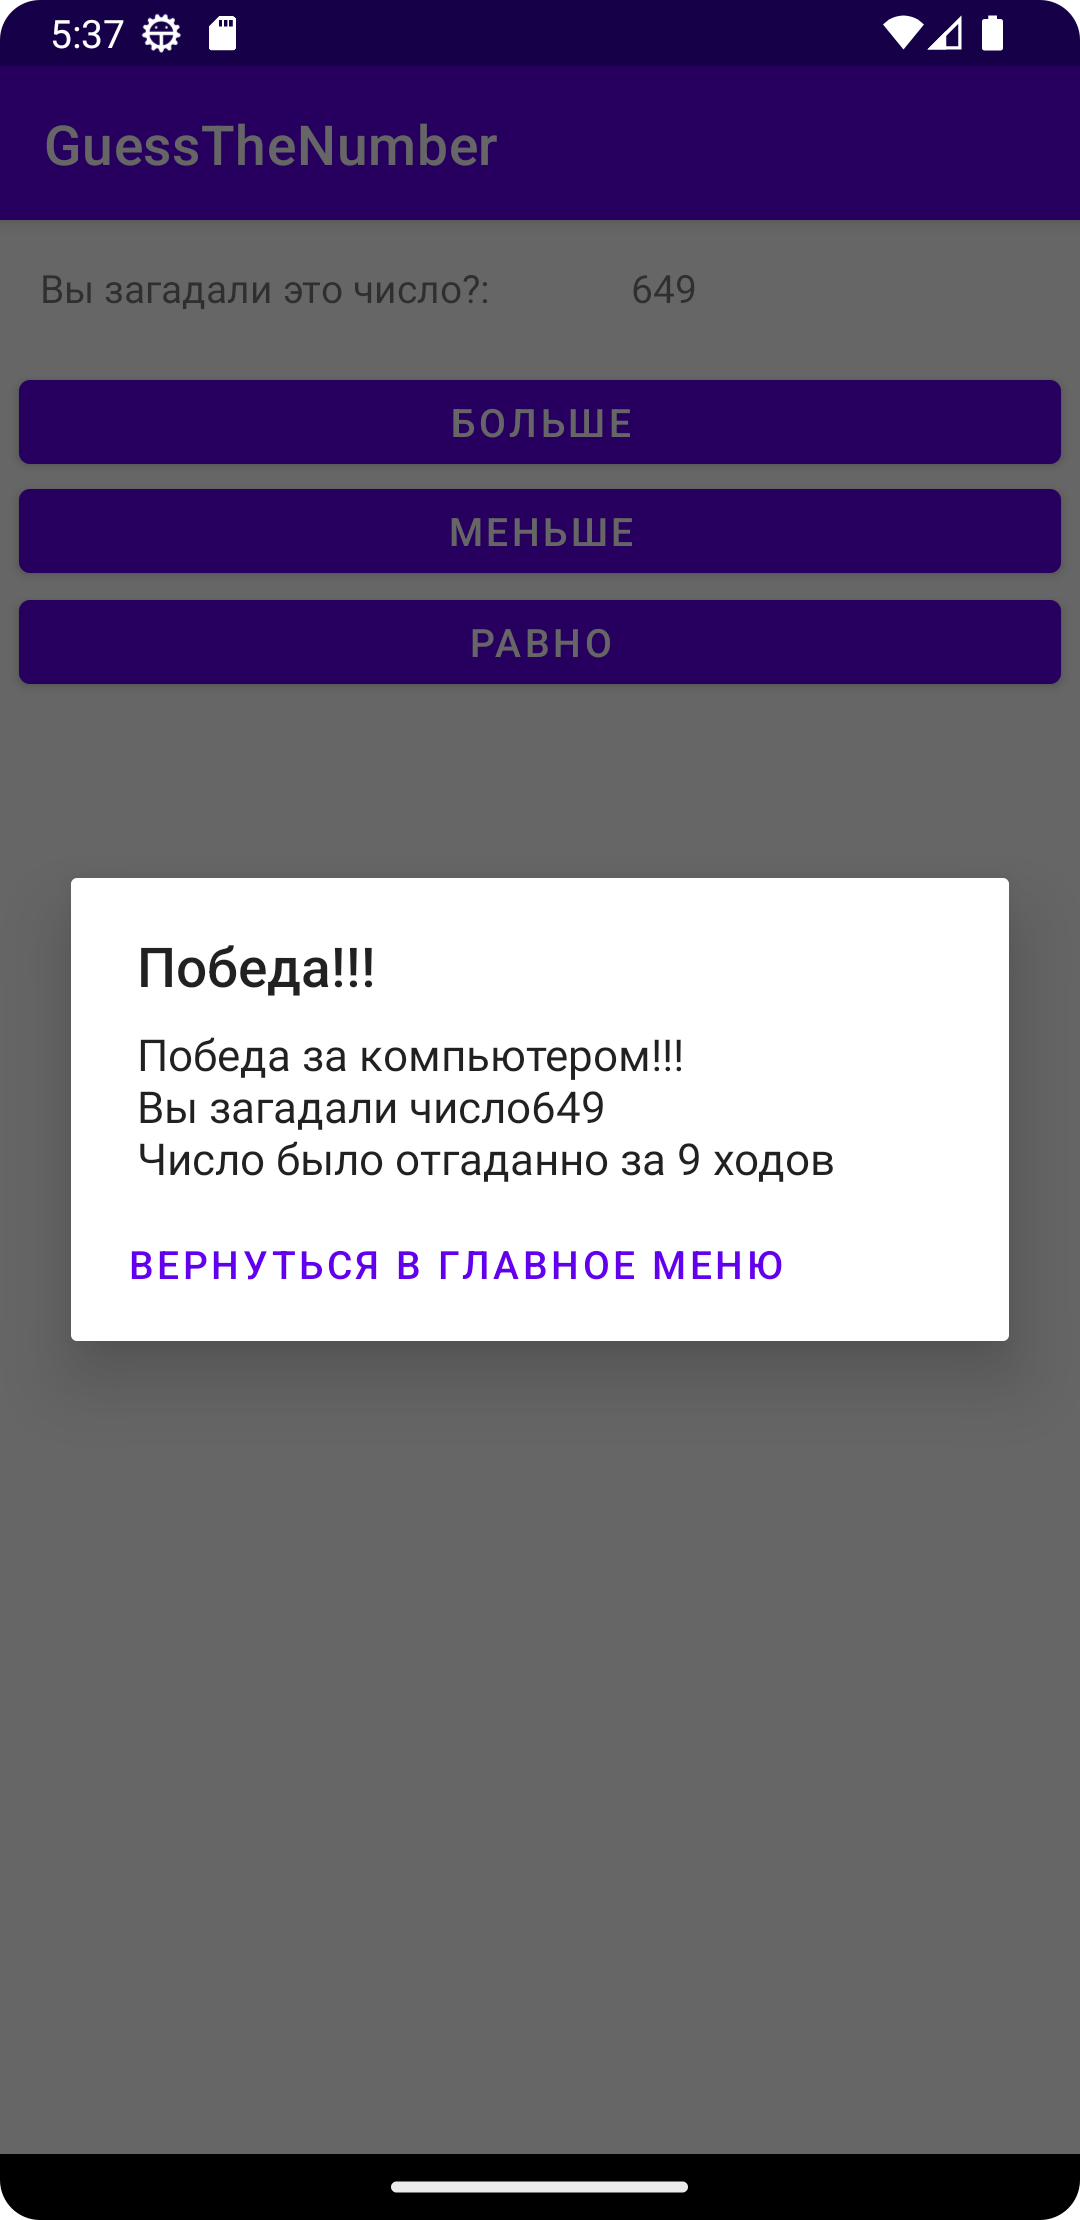 5:37
GuessTheNumber
Вы загадали это число?: 649
БОЛЬШЕ
МЕНЬШЕ
РАВНО
Победа!!!
Победа за компьютером!!!
Вы загадали число649
Число было отгаданно за 9 ходов
ВЕРНУТЬСЯ В ГЛАВНОЕ МЕНЮ